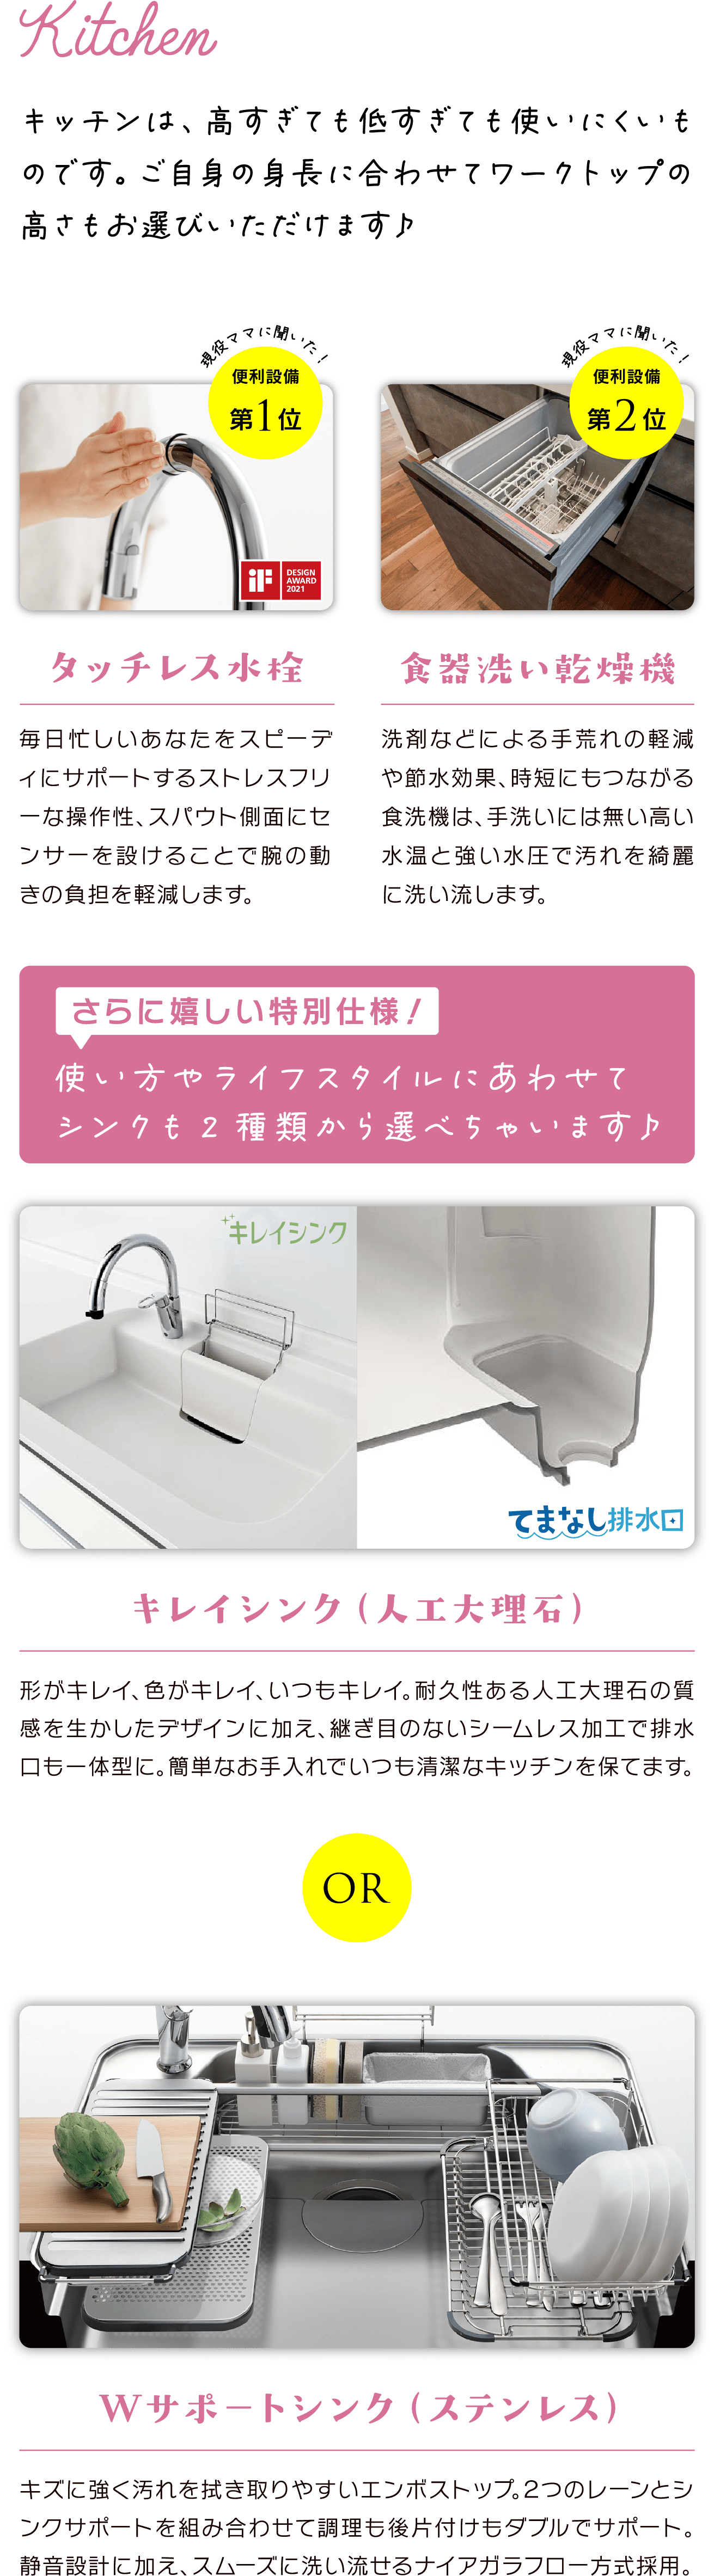 Kitchen
キッチンは、高すぎても低すぎても使いにくいも
のです。ご自身の身長に合わせてワークトップの
高さもお選びいただけます♪
現役ママに聞いた！
便利設備
第1位
iF
DESIGN
AWARD
2021
タッチレス水栓
毎日忙しいあなたをスピーデ
ィにサポートするストレスフリ
ーな操作性、スパウト側面にセ
ンサーを設けることで腕の動
きの負担を軽減します。
現役ママに聞いた！
便利設備
第2位
食器洗い乾燥機
洗剤などによる手荒れの軽減
や節水効果、時短にもつながる
食洗機は、手洗いには無い高い
水温と強い水圧で汚れを綺麗
に洗い流します。
さらに嬉しい特別仕様！
使い方やライフスタイルにあわせて
シンクも2種類から選べちゃいます♪
キレイシンク
てまなし排水口
キレイシンク（人工大理石）
形がキレイ、色がキレイ、いつもキレイ。耐久性ある人工大理石の質
感を生かしたデザインに加え、継ぎ目のないシームレス加工で排水
口も一体型に。簡単なお手入れでいつも清潔なキッチンを保てます。
OR
Wサポートシンク（ステンレス）
キズに強く汚れを拭き取りやすいエンボストップ。2つのレーンとシ
ンクサポートを組み合わせて調理も後片付けもダブルでサポート。
静音設計に加え、スムーズに洗い流せるナイアガラフロー方式採用。